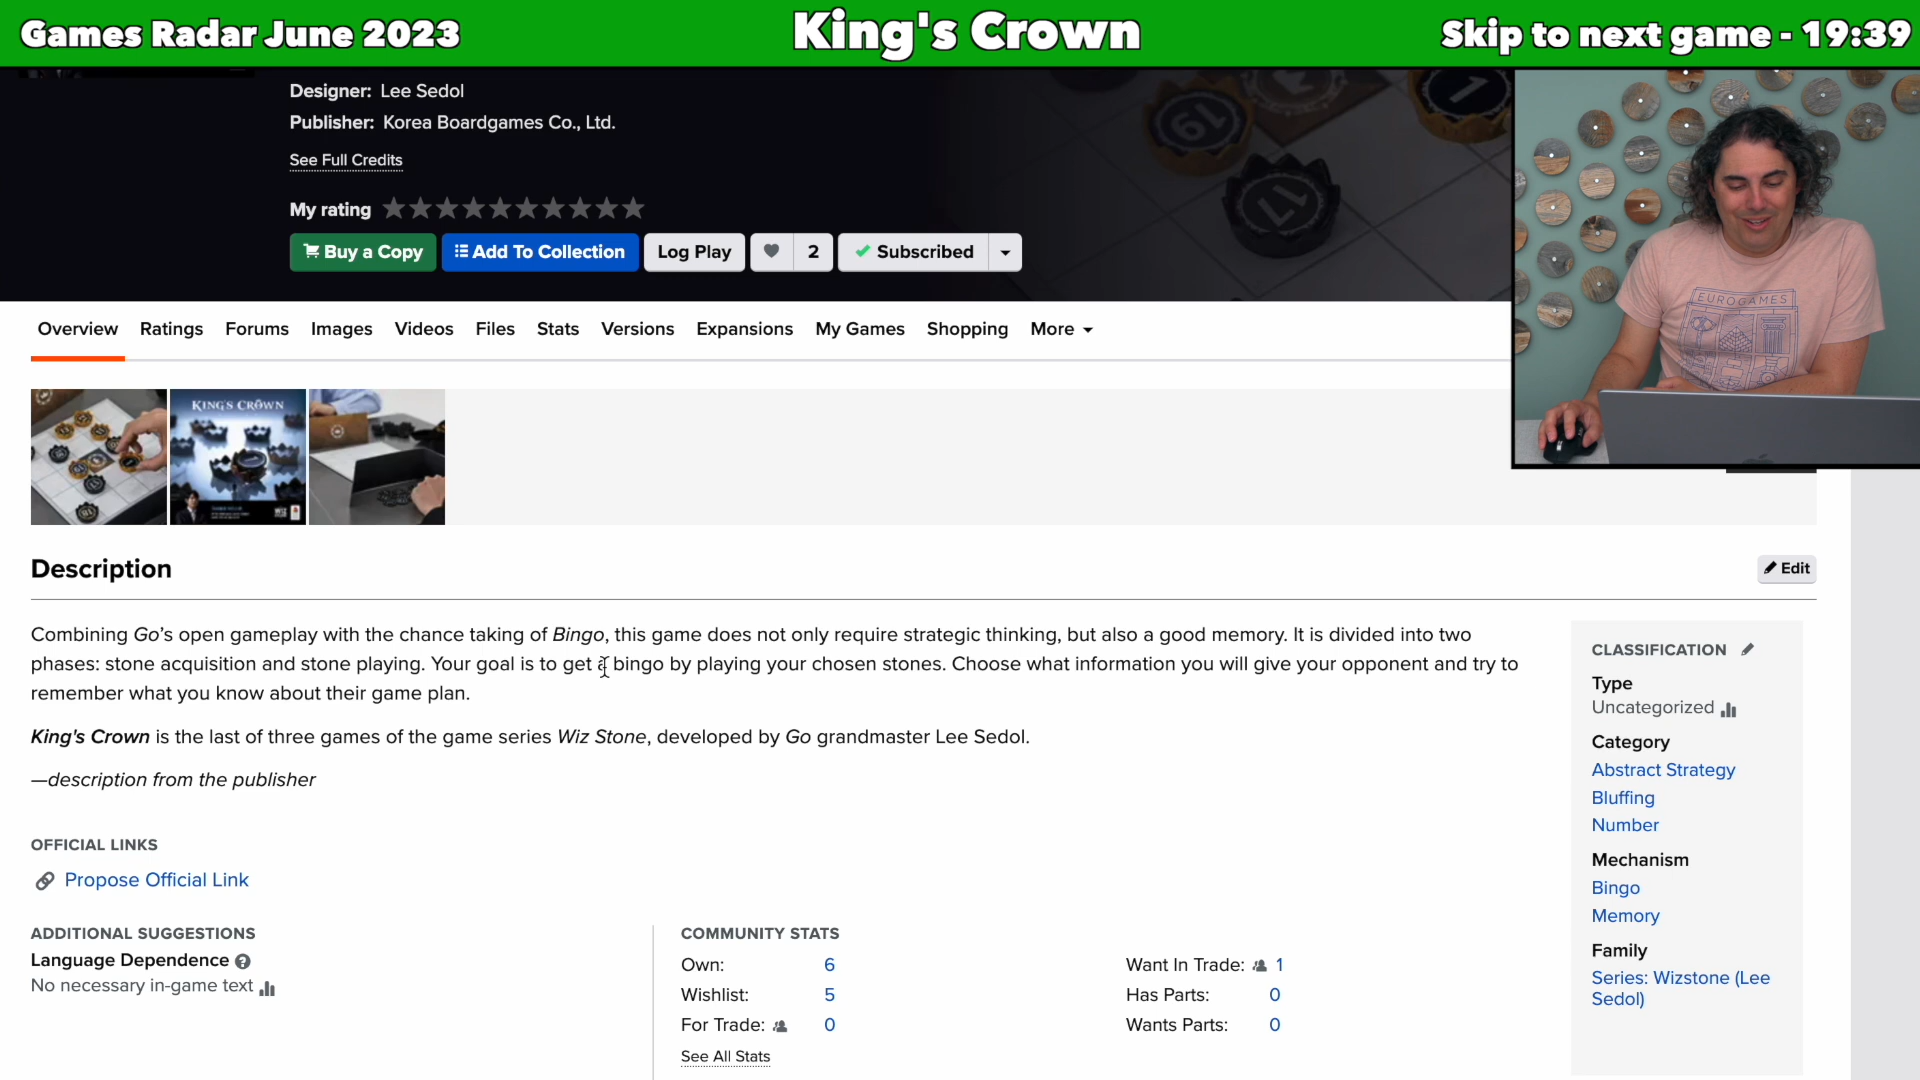 Games Radar June 2023
King's Crown
Skip to next game - 19:39
Designer: Lee Sedol
Publisher: Korea Boardgames Co., Ltd.
See Full Credits
My rating
Buy a Copy
Add To Collection
Log Play
2
Subscribed
19
1
11
EUROGAMES
Overview
Ratings
Forums
Images
Videos
Files
Stats
Versions
Expansions
My Games
Shopping
More
KING'S CROWN
Description
Edit
Combining Go's open gameplay with the chance taking of Bingo, this game does not only require strategic thinking, but also a good memory. It is divided into two
phases: stone acquisition and stone playing. Your goal is to get a bingo by playing your chosen stones. Choose what information you will give your opponent and try to
remember what you know about their game plan.
King's Crown is the last of three games of the game series Wiz Stone, developed by Go grandmaster Lee Sedol.
—description from the publisher
OFFICIAL LINKS
Propose Official Link
ADDITIONAL SUGGESTIONS
Language Dependence
No necessary in-game text
COMMUNITY STATS
Own: 6
Wishlist: 5
For Trade: 0
See All Stats
Want In Trade: 1
Has Parts: 0
Wants Parts: 0
CLASSIFICATION
Type
Uncategorized
Category
Abstract Strategy
Bluffing
Number
Mechanism
Bingo
Memory
Family
Series: Wizstone (Lee
Sedol)